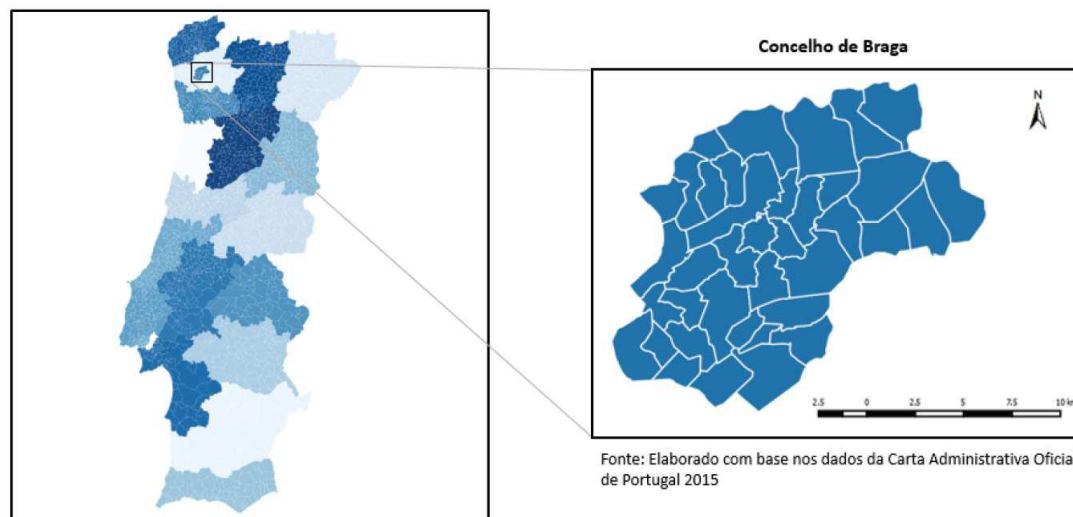 Concelho de Braga
N
2.5 0 2.5 5 7.5 10 k
Fonte: Elaborado com base nos dados da Carta Administrativa Oficia
de Portugal 2015